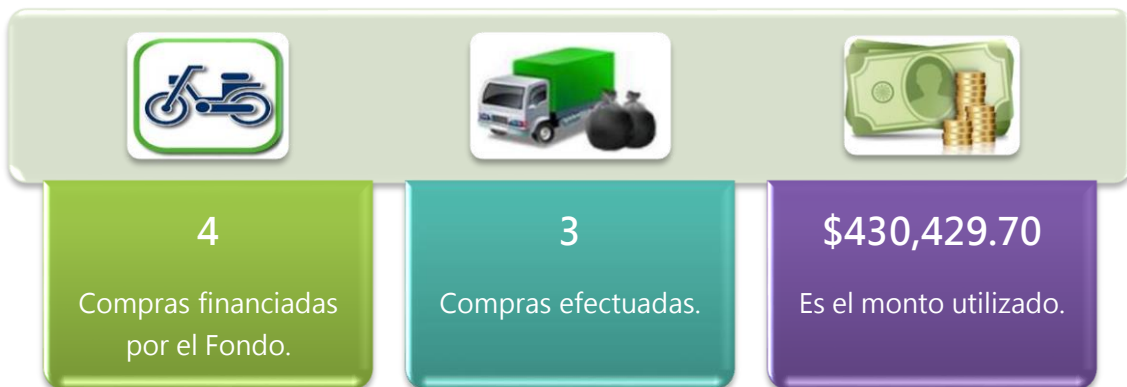 4
Compras financiadas
por el Fondo.
3
Compras efectuadas.
$430,429.70
Es el monto utilizado.